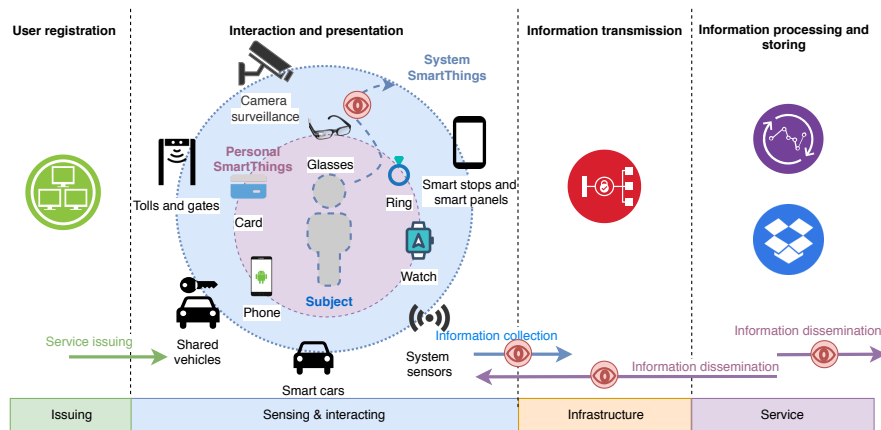 User registration
Interaction and presentation
Information transmission
Information processing and
storing
System
SmartThings
Camera
surveillance
Personal
SmartThings
Glasses
Tolls and gates
Card
Ring
Smart stops and
smart panels
Watch
Phone
Subject
Service issuing
Shared
vehicles
Smart cars
System
sensors
Information collection
Information dissemination
Information dissemination
Issuing
Sensing & interacting
Infrastructure
Service